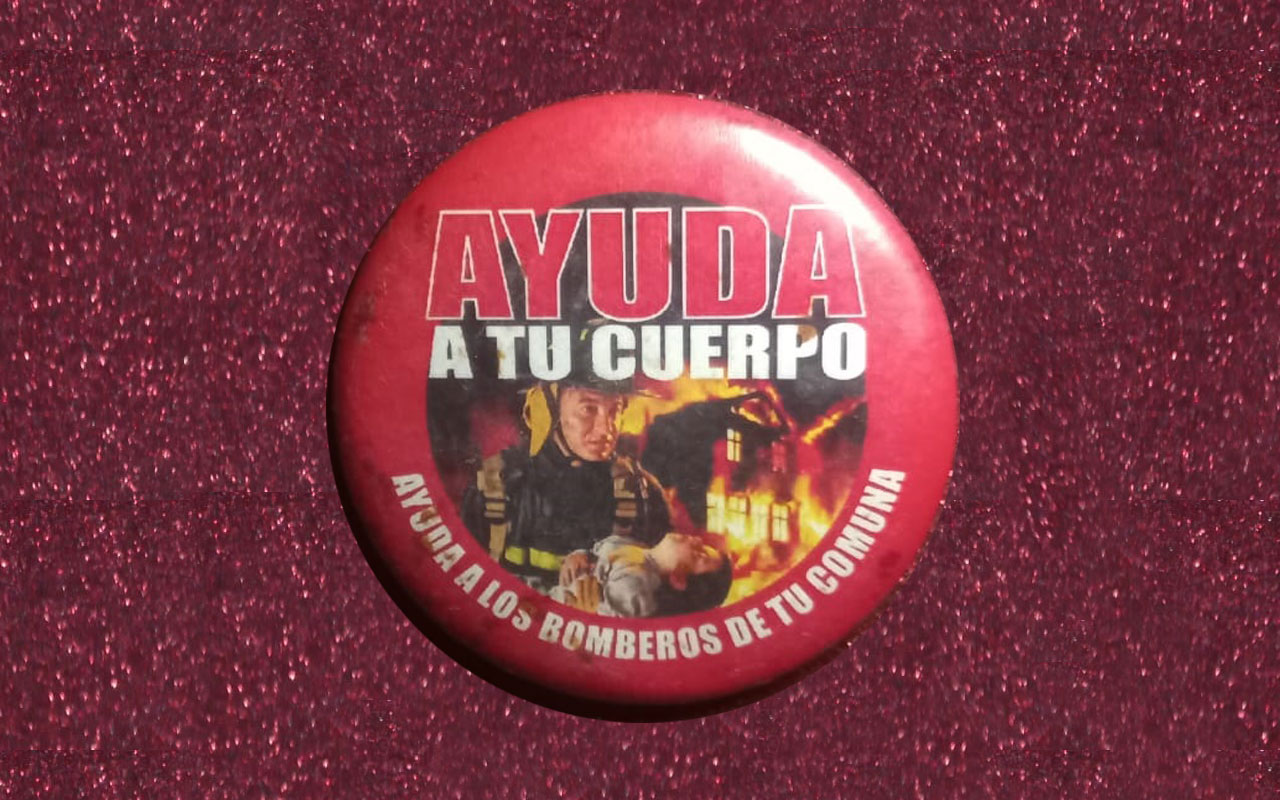 AYUDA
A TU CUERPO
AYUDA A LOS BOMBEROS DE TU COMUNA